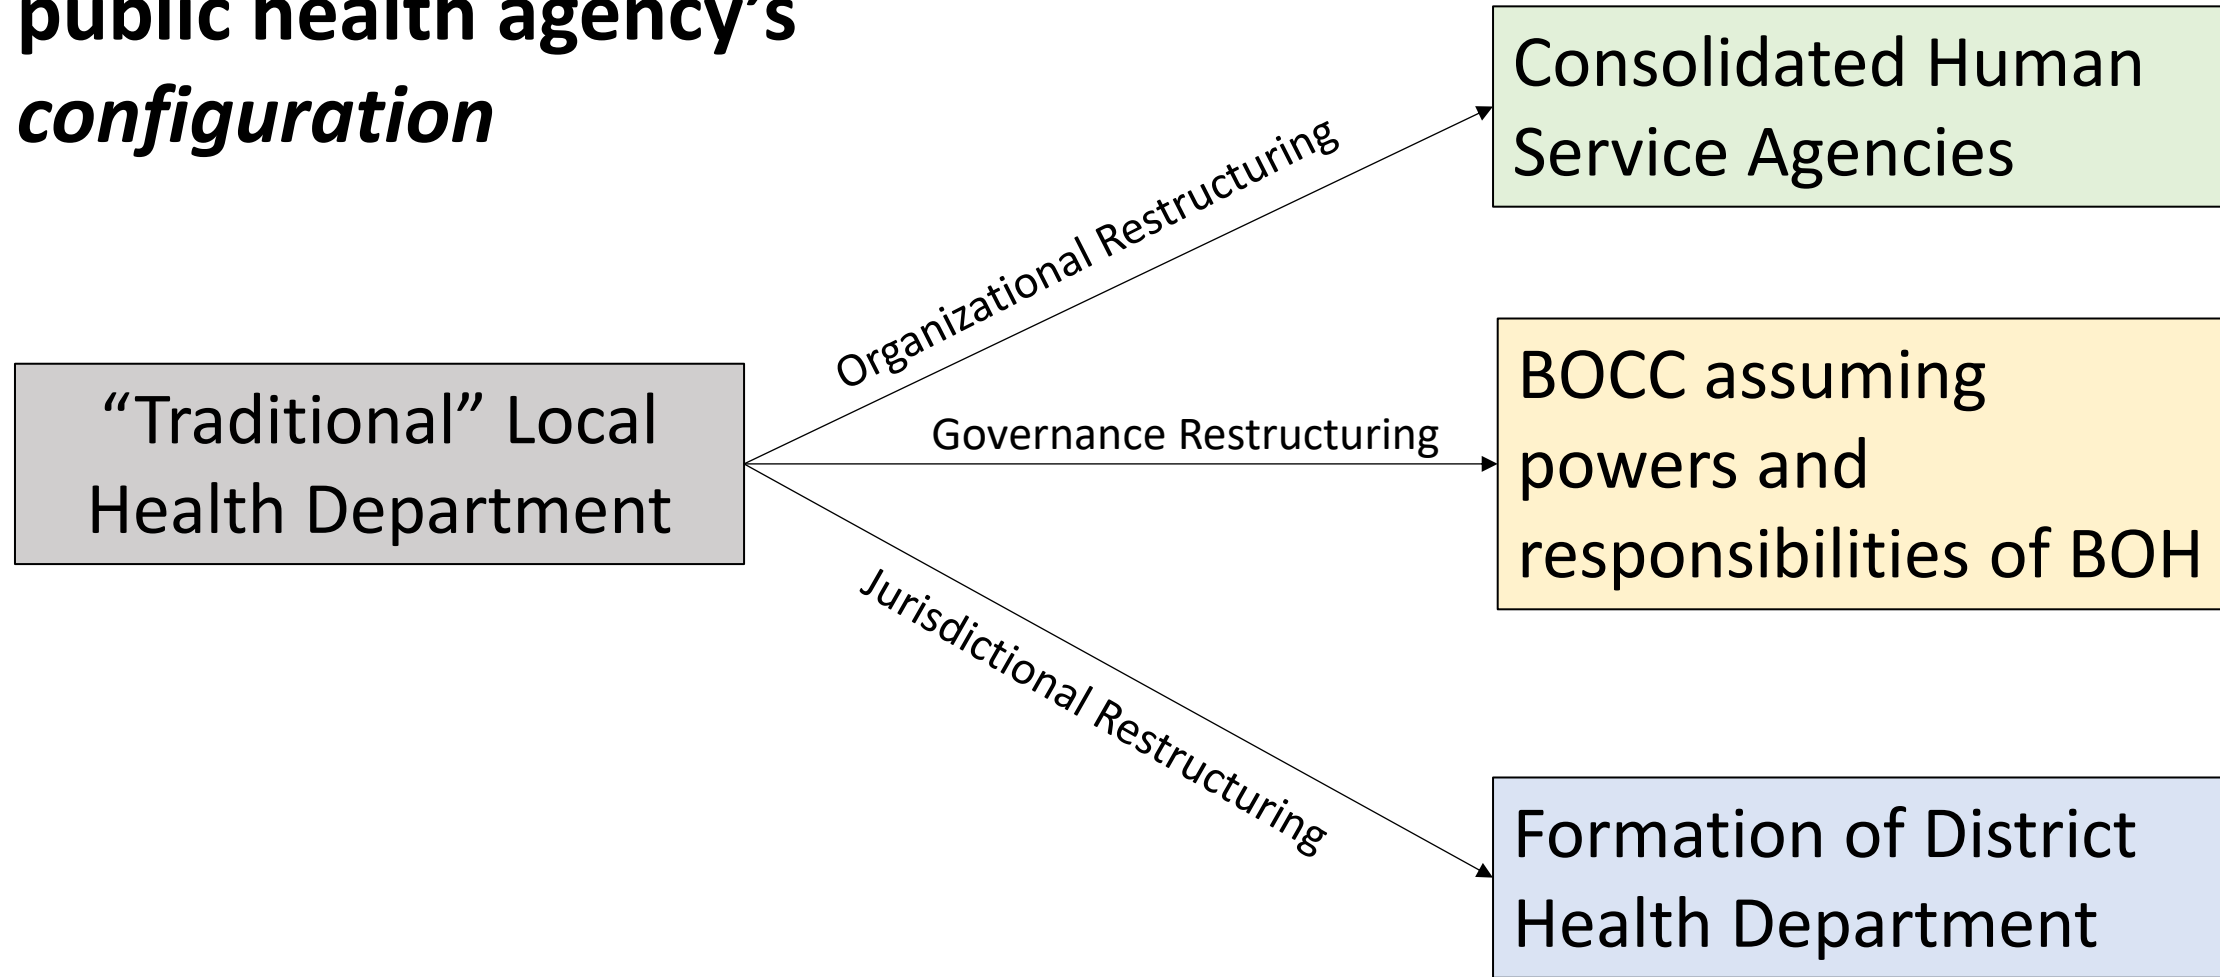 public health agency’s
configuration
Consolidated Human
Service Agencies
Organizational Restructuring
“Traditional” Local
Health Department
Governance Restructuring
BOCC assuming
powers and
responsibilities of BOH
Jurisdictional Restructuring
Formation of District
Health Department